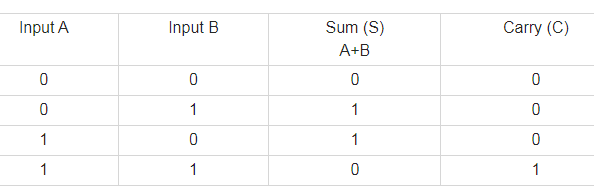 Input A Input B Sum (S) Carry (C)
A+B
0 0 0 0
0 1 1 0
1 0 1 0
1 1 0 1